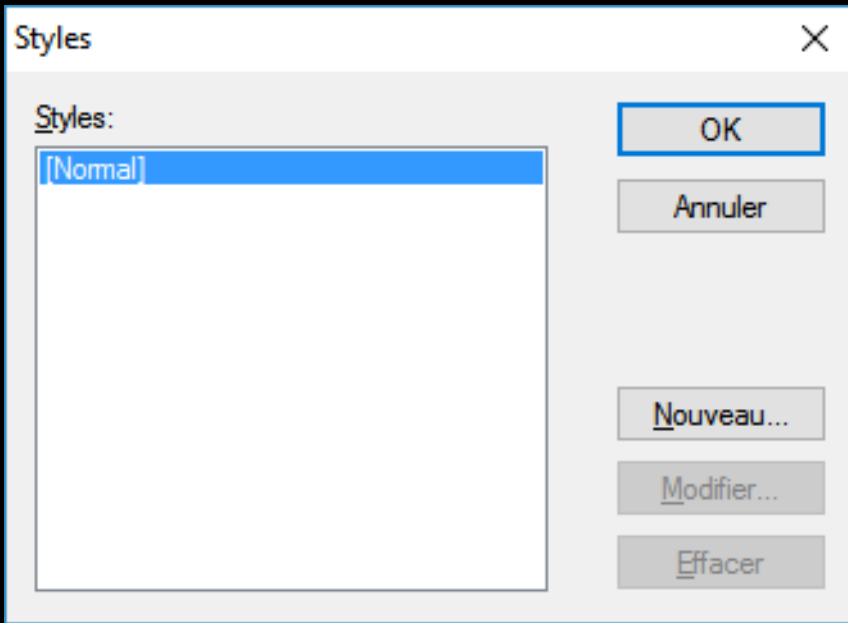 Styles
Styles:
[Normal]
OK
Annuler
Nouveau...
Modifier...
Effacer